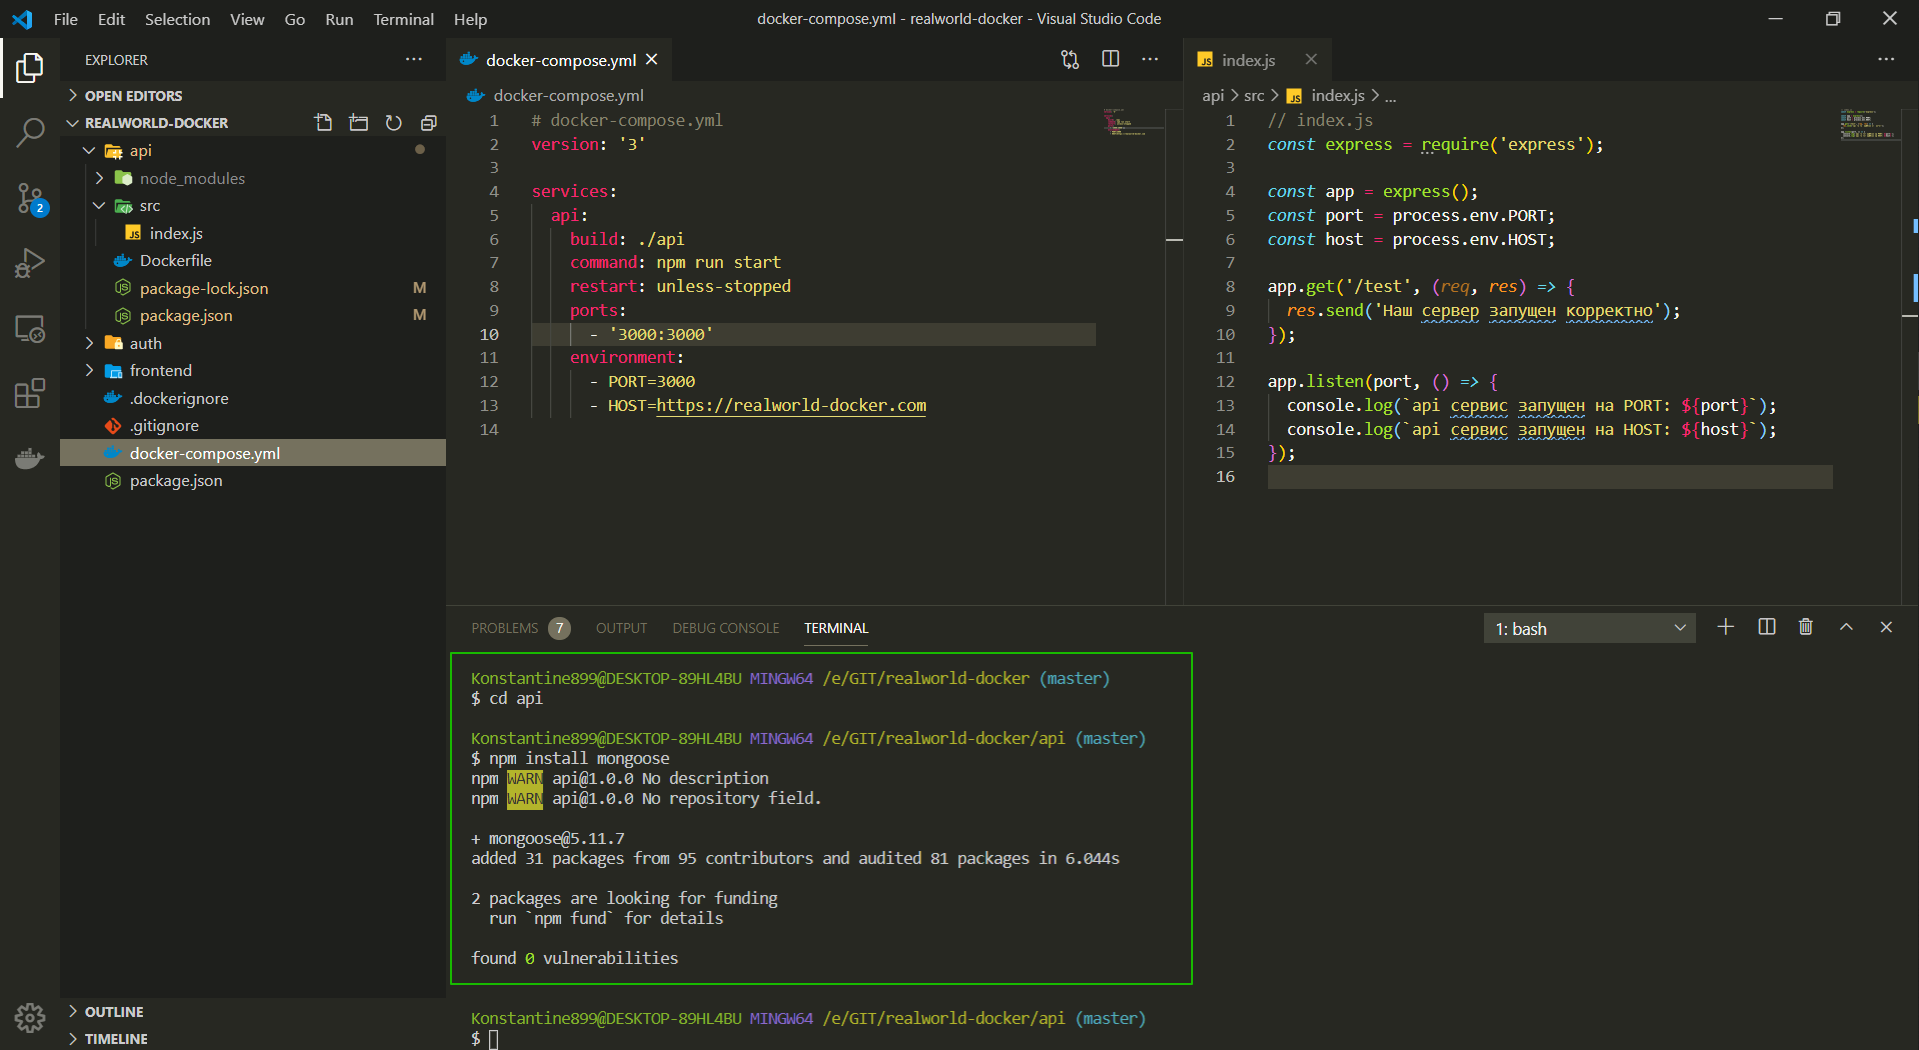 File Edit Selection View Go Run Terminal Help
docker-compose.yml - realworld-docker - Visual Studio Code
EXPLORER
OPEN EDITORS
REALWORLD-DOCKER
api
node_modules
src
index.js
Dockerfile
package-lock.json M
package.json M
auth
frontend
.dockerignore
.gitignore
docker-compose.yml
package.json
OUTLINE
TIMELINE
2
docker-compose.yml
docker-compose.yml
1 # docker-compose.yml
2 version: '3'
3
4 services:
5 api:
6 build: ./api
7 command: npm run start
8 restart: unless-stopped
9 ports:
10 - '3000:3000'
11 environment:
12 - PORT=3000
13 - HOST=https://realworld-docker.com
14
index.js
api > src > index.js > ...
1 // index.js
2 const express = require('express');
3
4 const app = express();
5 const port = process.env.PORT;
6 const host = process.env.HOST;
7
8 app.get('/test', (req, res) => {
9 res.send('Наш сервер запущен корректно');
10 });
11
12 app.listen(port, () => {
13 console.log(`api сервис запущен на PORT: ${port}`);
14 console.log(`api сервис запущен на HOST: ${host}`);
15 });
16
PROBLEMS 7 OUTPUT DEBUG CONSOLE TERMINAL
1: bash
Konstantine899@DESKTOP-89HL4BU MINGW64 /e/GIT/realworld-docker (master)
$ cd api
Konstantine899@DESKTOP-89HL4BU MINGW64 /e/GIT/realworld-docker/api (master)
$ npm install mongoose
npm WARN api@1.0.0 No description
npm WARN api@1.0.0 No repository field.
+ mongoose@5.11.7
added 31 packages from 95 contributors and audited 81 packages in 6.044s
2 packages are looking for funding
run `npm fund` for details
found 0 vulnerabilities
Konstantine899@DESKTOP-89HL4BU MINGW64 /e/GIT/realworld-docker/api (master)
$